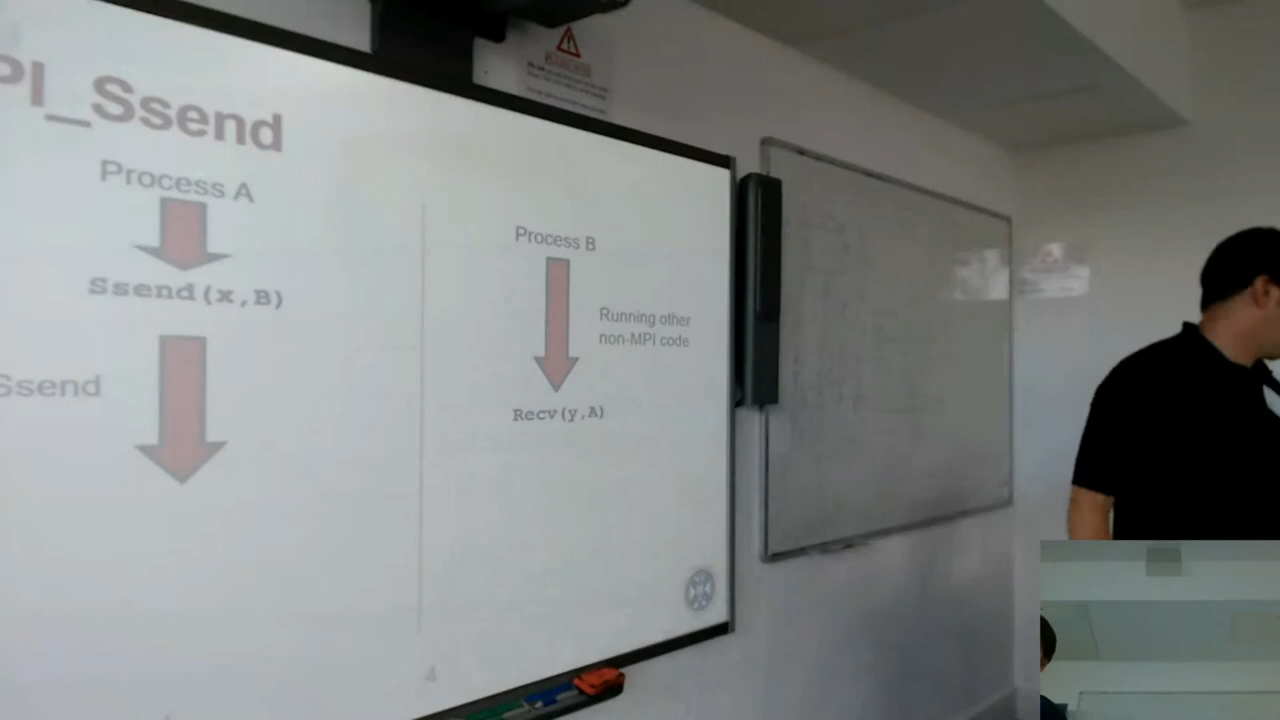 PI_Ssend
Process A
Ssend(x,B)
Ssend
Process B
Running other
non-MPI code
Recv(y,A)